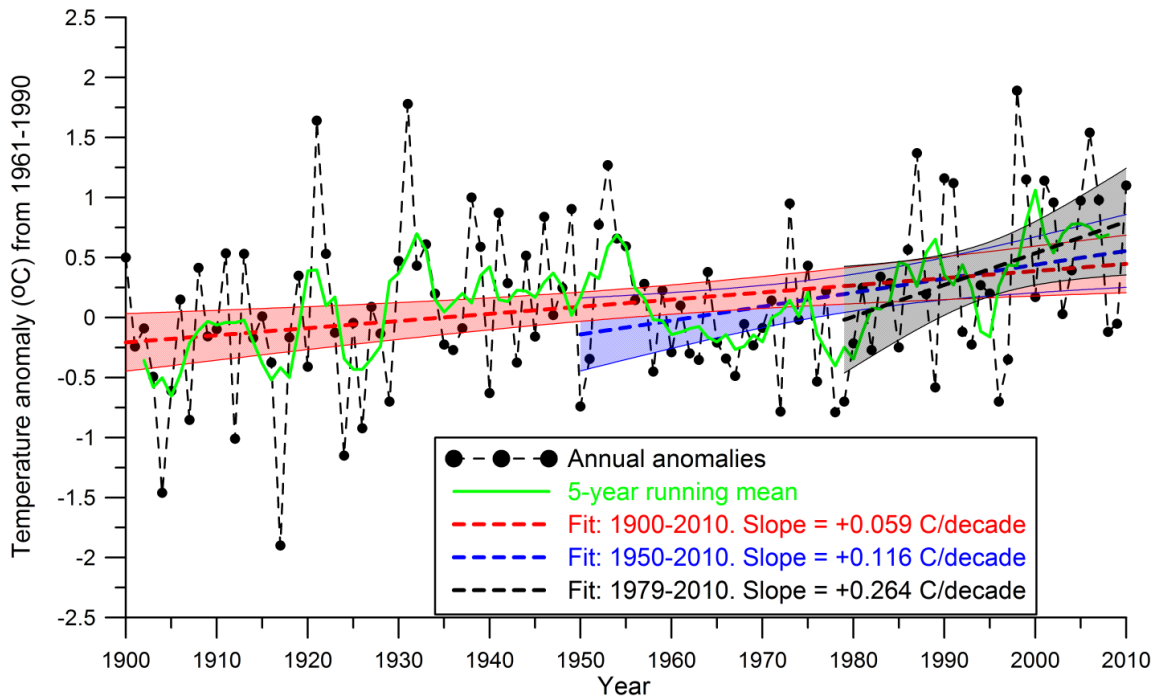 Temperature anomaly (oC) from 1961-1990
2.5
2
1.5
1
0.5
0
-0.5
-1
-1.5
-2
-2.5
Annual anomalies
5-year running mean
Fit: 1900-2010. Slope = +0.059 C/decade
Fit: 1950-2010. Slope = +0.116 C/decade
Fit: 1979-2010. Slope = +0.264 C/decade
1900 1910 1920 1930 1940 1950 1960 1970 1980 1990 2000 2010
Year